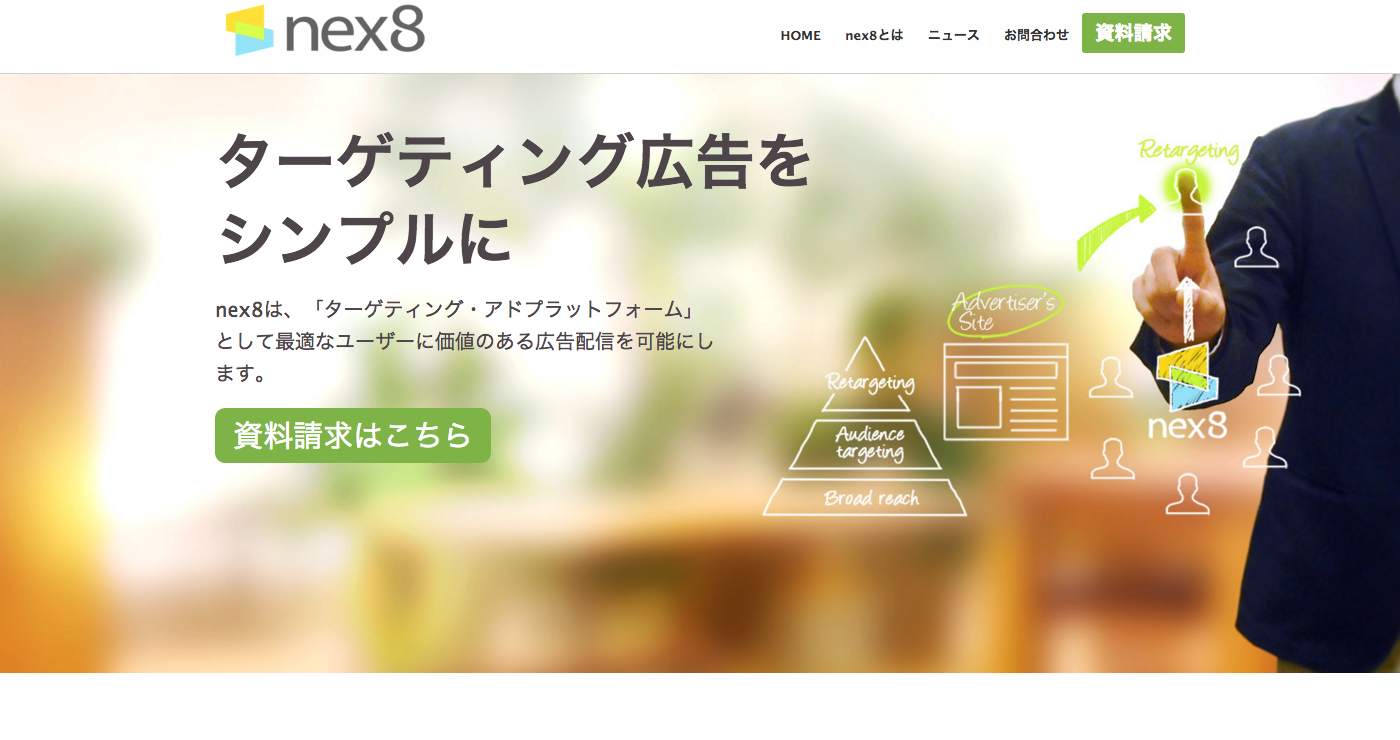 nex8
HOME
nex8とは
ニュース
お問合わせ
資料請求
ターゲティング広告を
シンプルに
nex8は、「ターゲティング・アドプラットフォーム」
として最適なユーザーに価値のある広告配信を可能にし
ます。
資料請求はこちら
Retargeting
Advertiser's
Site
Retargeting
Audience
targeting
Broad reach
nex8